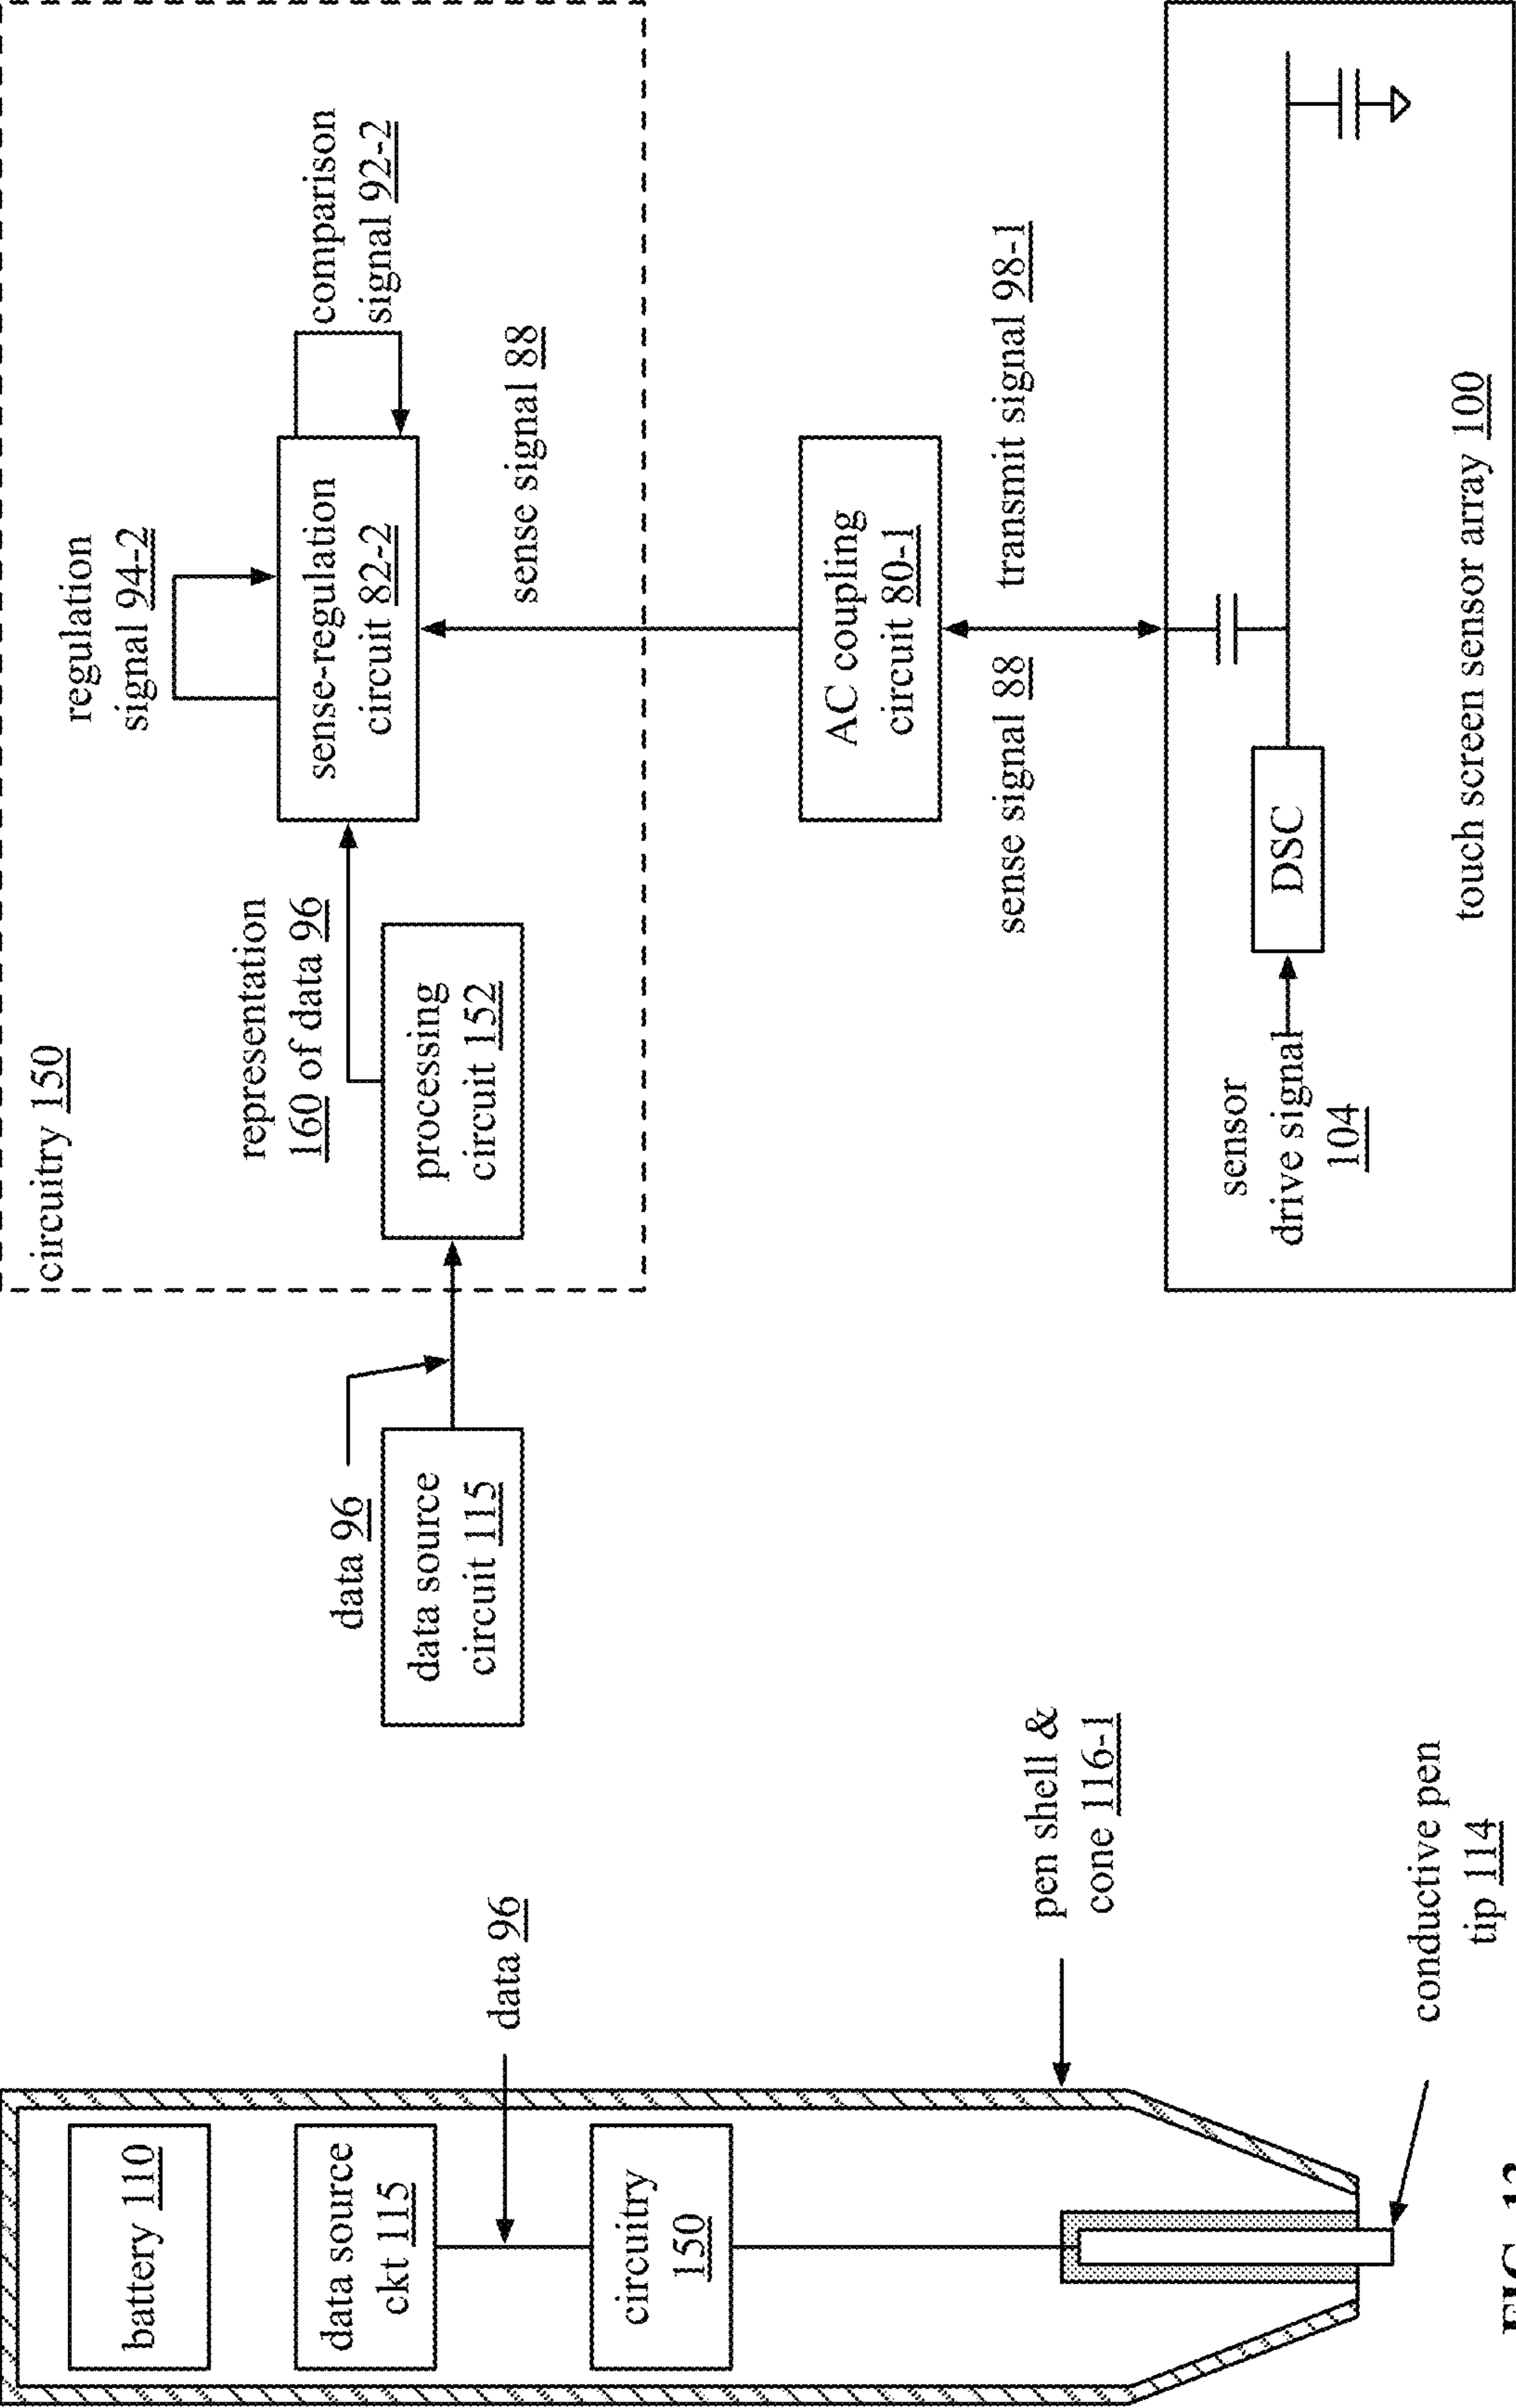 battery 110
data source
ckt 115
data 96
circuitry
150
pen shell &
cone 116-1
conductive pen
tip 114
circuitry 150
data 96
data source
circuit 115
representation
160 of data 96
processing
circuit 152
regulation
signal 94-2
sense-regulation
circuit 82-2
comparison
signal 92-2
sense signal 88
AC coupling
circuit 80-1
sense signal 88
transmit signal 98-1
sensor
drive signal
104
DSC
touch screen sensor array 100